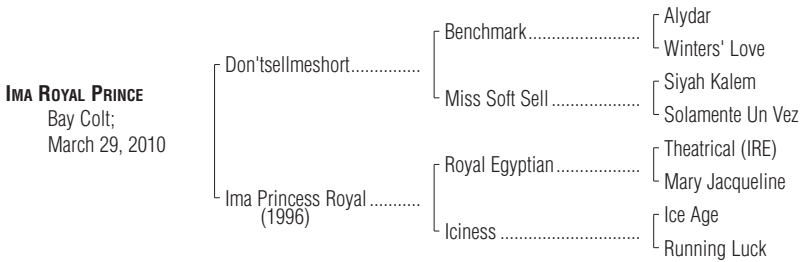 IMA ROYAL PRINCE
Bay Colt;
March 29, 2010
Don'tsellmeshort...............
Ima Princess Royal ...........
(1996)
Benchmark........................
Miss Soft Sell ...................
Royal Egyptian ..................
Iciness ..............................
Alydar
Winters' Love
Siyah Kalem
Solamente Un Vez
Theatrical (IRE)
Mary Jacqueline
Ice Age
Running Luck